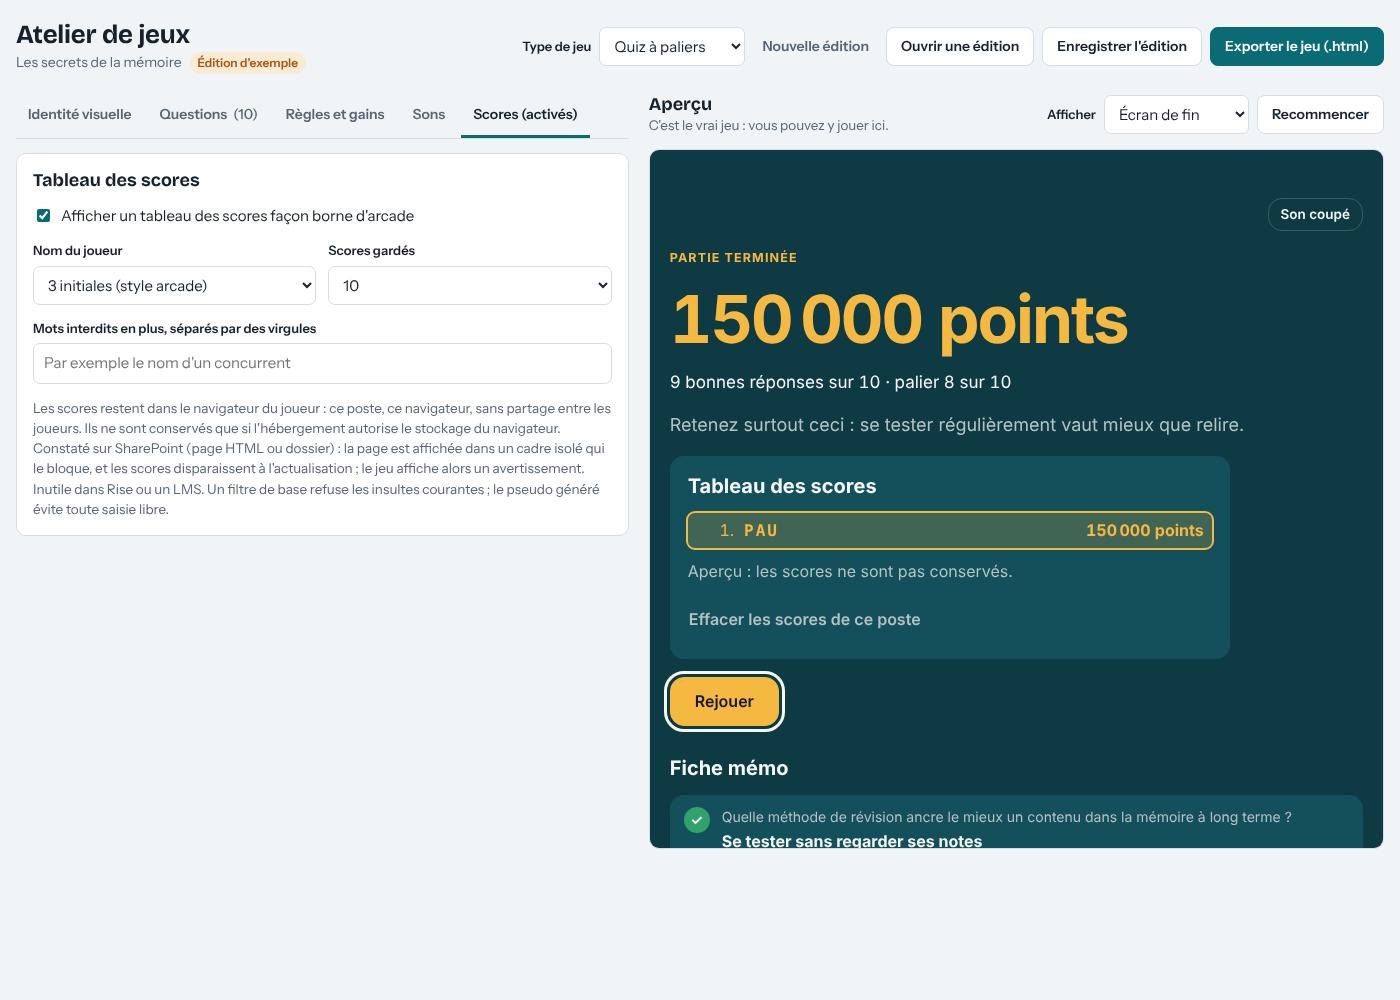 Atelier de jeux
Les secrets de la mémoire
Édition d'exemple
Type de jeu
Quiz à paliers
Nouvelle édition
Ouvrir une édition
Enregistrer l'édition
Exporter le jeu (.html)
Identité visuelle
Questions (10)
Règles et gains
Sons
Scores (activés)
Tableau des scores
Afficher un tableau des scores façon borne d'arcade
Nom du joueur
Scores gardés
3 initiales (style arcade)
10
Mots interdits en plus, séparés par des virgules
Par exemple le nom d'un concurrent
Les scores restent dans le navigateur du joueur : ce poste, ce navigateur, sans partage entre les
joueurs. Ils ne sont conservés que si l'hébergement autorise le stockage du navigateur.
Constaté sur SharePoint (page HTML ou dossier) : la page est affichée dans un cadre isolé qui
le bloque, et les scores disparaissent à l'actualisation ; le jeu affiche alors un avertissement.
Inutile dans Rise ou un LMS. Un filtre de base refuse les insultes courantes ; le pseudo généré
évite toute saisie libre.
Aperçu
C'est le vrai jeu : vous pouvez y jouer ici.
Afficher
Écran de fin
Recommencer
Son coupé
PARTIE TERMINÉE
150 000 points
9 bonnes réponses sur 10 · palier 8 sur 10
Retenez surtout ceci : se tester régulièrement vaut mieux que relire.
Tableau des scores
1. PAU 150 000 points
Aperçu : les scores ne sont pas conservés.
Effacer les scores de ce poste
Rejouer
Fiche mémo
Quelle méthode de révision ancre le mieux un contenu dans la mémoire à long terme ?
Se tester sans regarder ses notes